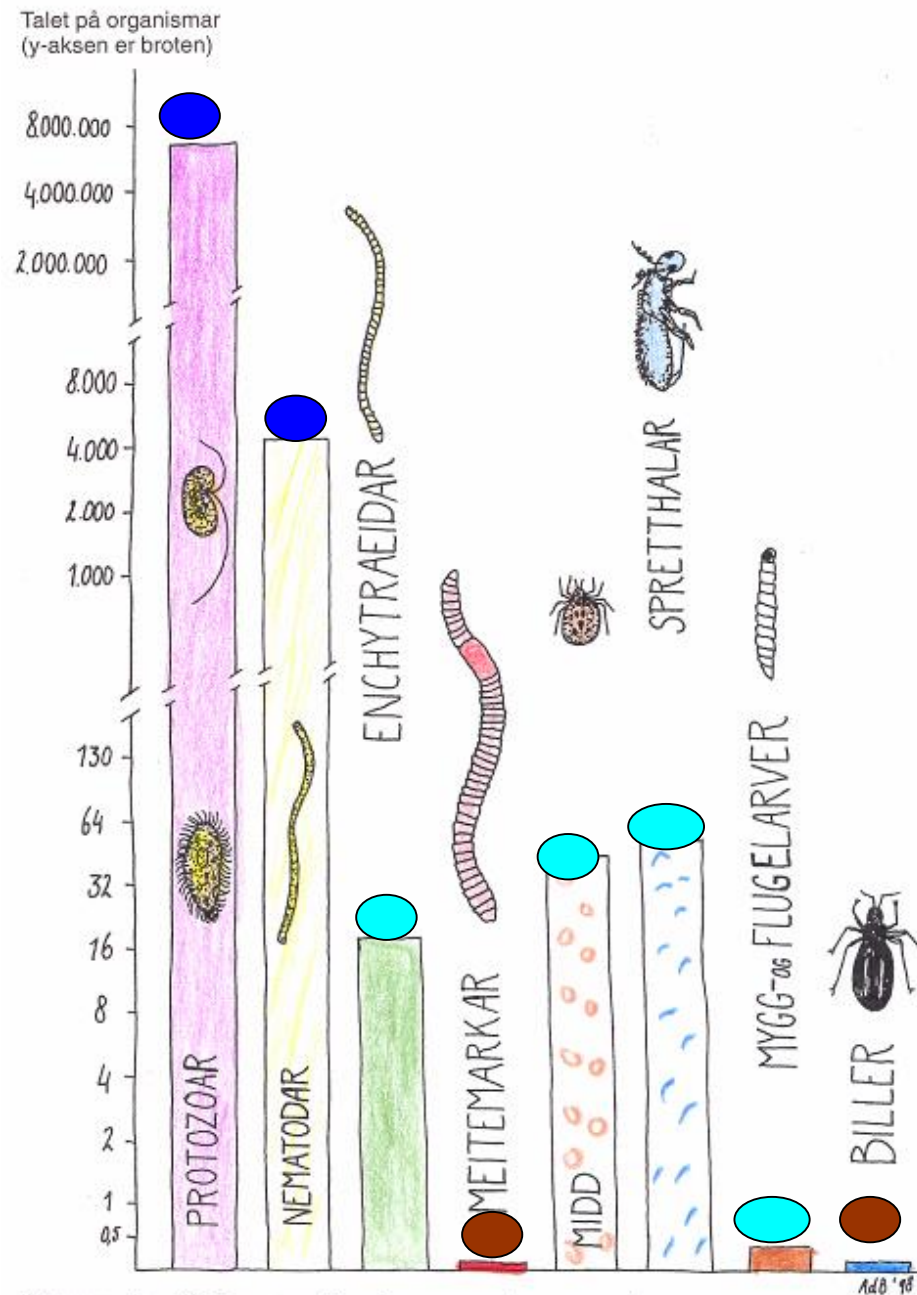 Talet på organismar
(y-aksen er broten)
8.000.000
4,000.000
2.000.000
8.000
4.000
2.000
1.000
130
64
32
16
8
4
2
1
0,5
PROTOZOAR
NEMATODAR
ENCHYTRAEIDAR
MEITEMARKAR
MIDD
SPRETTHALAR
MYGG-OG FLUGELARVER
BILLER
AdB '98